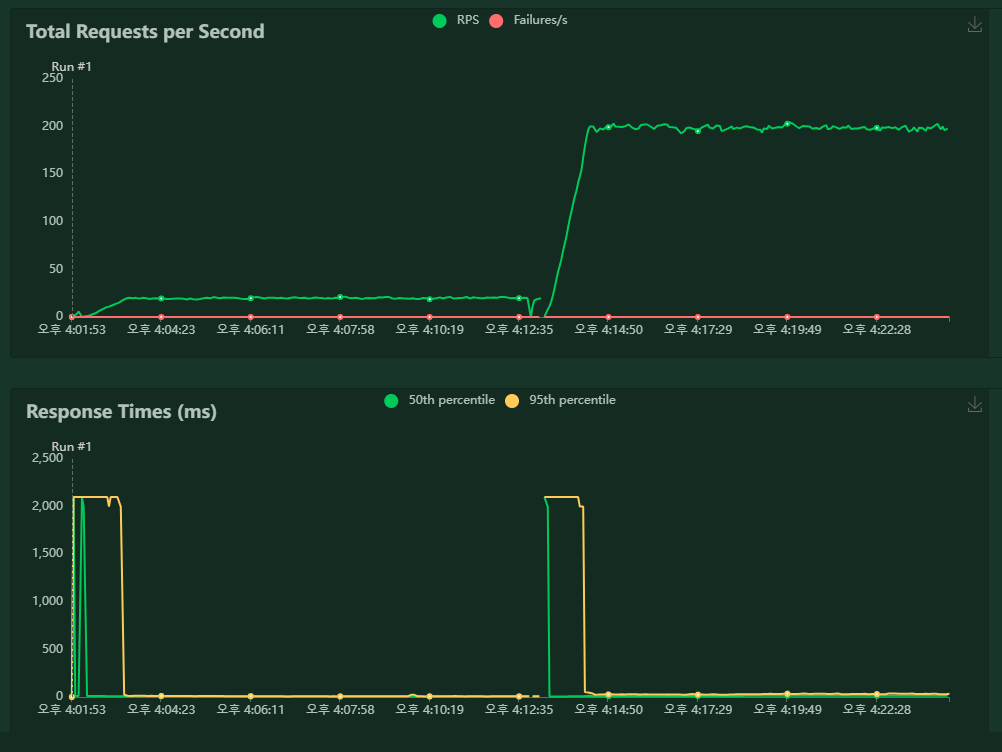 Total Requests per Second
RPS Failures/s
Run #1
250
200
150
100
50
0
오후 4:01:53 오후 4:04:23 오후 4:06:11 오후 4:07:58 오후 4:10:19 오후 4:12:35 오후 4:14:50 오후 4:17:29 오후 4:19:49 오후 4:22:28
Response Times (ms)
50th percentile 95th percentile
Run #1
2,500
2,000
1,500
1,000
500
0
오후 4:01:53 오후 4:04:23 오후 4:06:11 오후 4:07:58 오후 4:10:19 오후 4:12:35 오후 4:14:50 오후 4:17:29 오후 4:19:49 오후 4:22:28